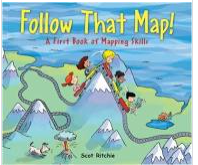 Follow That Map!
A First Book of Mapping Skills
Scot Ritchie